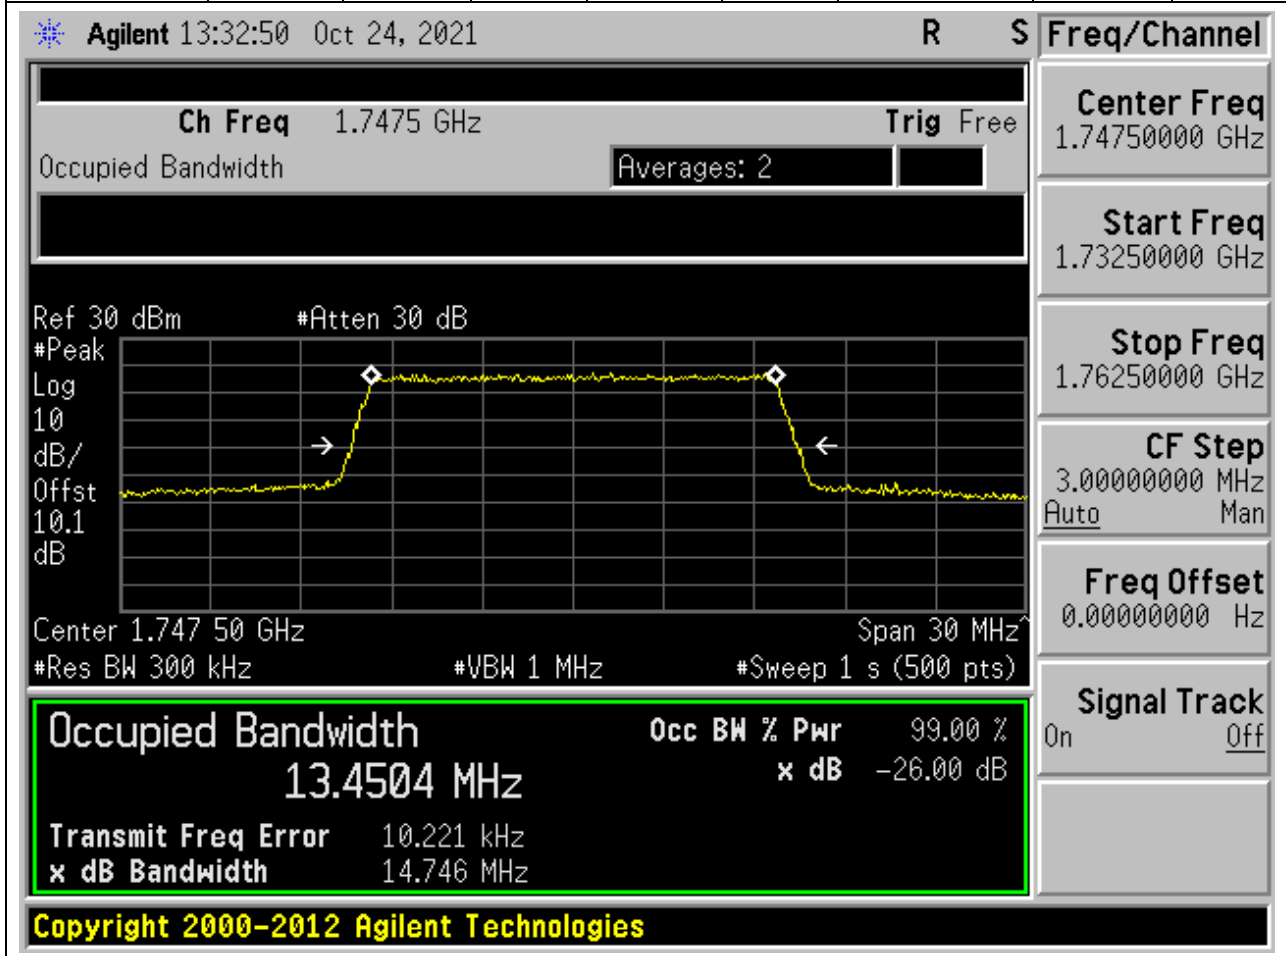 Agilent 13:32:50 Oct 24, 2021 R S
Freq/Channel
Ch Freq 1.7475 GHz Trig Free
Occupied Bandwidth Averages: 2
Ref 30 dBm #Atten 30 dB
#Peak
Log
10
dB/
Offst
10.1
dB
Center 1.747 50 GHz Span 30 MHz^
#Res BW 300 kHz #VBW 1 MHz #Sweep 1 s (500 pts)
Occupied Bandwidth Occ BW % Pwr 99.00 %
13.4504 MHz x dB -26.00 dB
Transmit Freq Error 10.221 kHz
x dB Bandwidth 14.746 MHz
Copyright 2000-2012 Agilent Technologies
Center Freq
1.74750000 GHz
Start Freq
1.73250000 GHz
Stop Freq
1.76250000 GHz
CF Step
3.00000000 MHz
Auto Man
Freq Offset
0.00000000 Hz
Signal Track
On Off